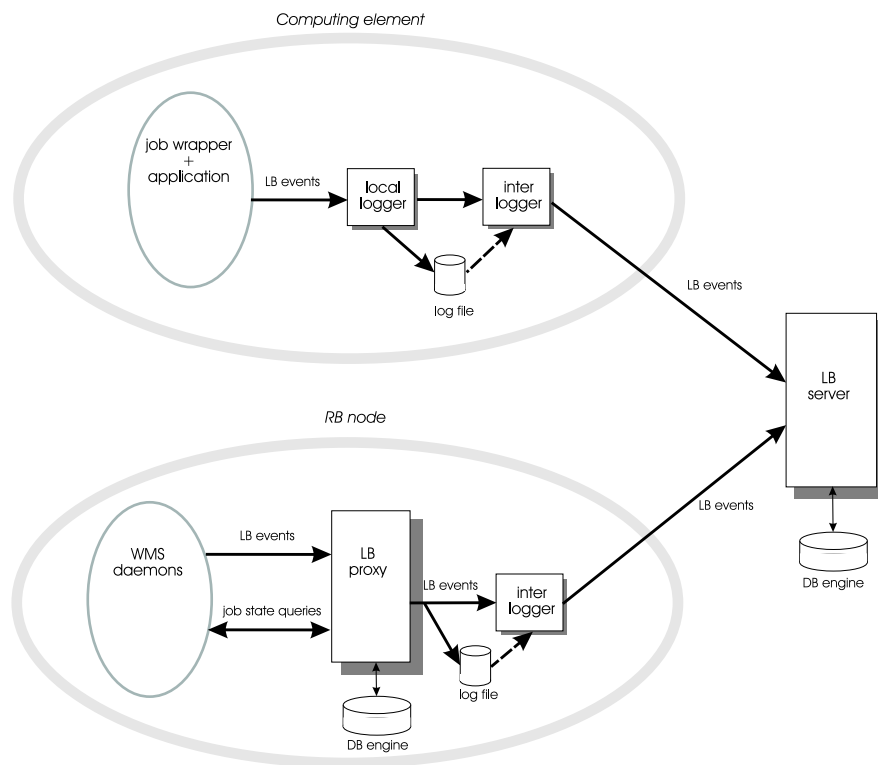 Computing element
job wrapper
+
application
LB events
local
logger
inter
logger
log file
LB events
LB
server
DB engine
RB node
WMS
daemons
LB events
job state queries
LB
proxy
DB engine
LB events
log file
inter
logger
LB events